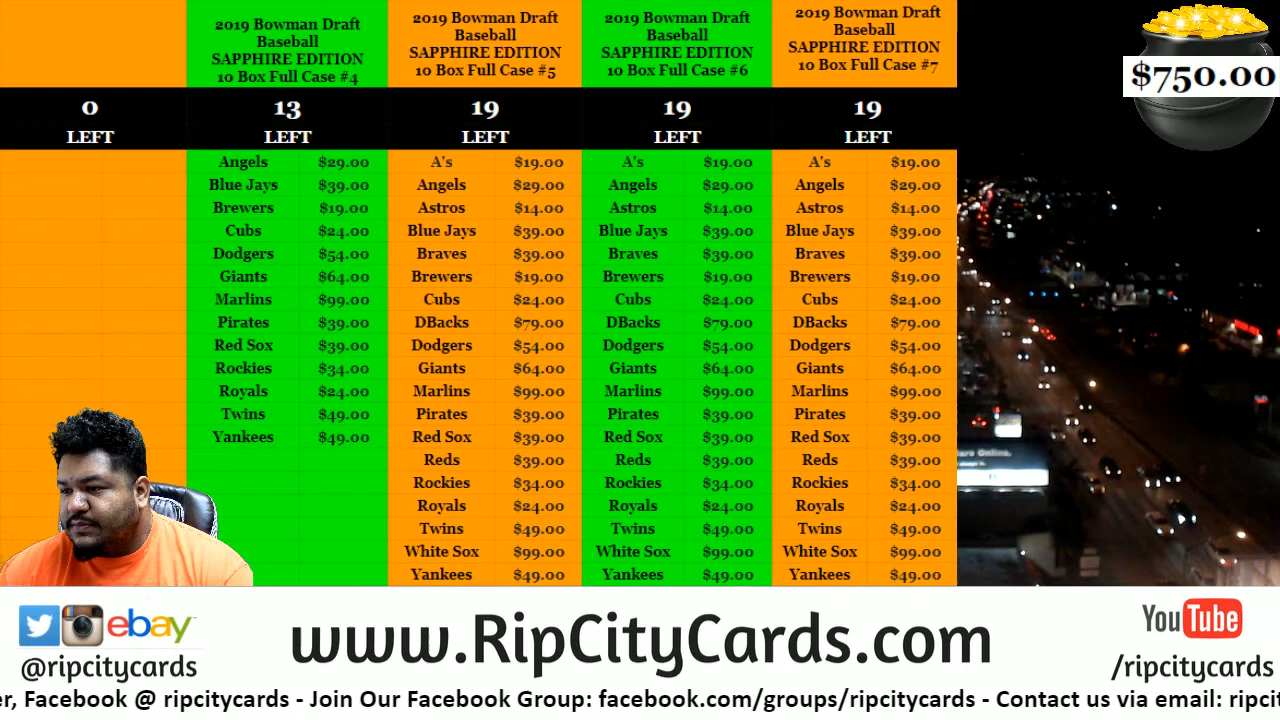 2019 Bowman Draft
Baseball
SAPPHIRE EDITION
10 Box Full Case #4
2019 Bowman Draft
Baseball
SAPPHIRE EDITION
10 Box Full Case #5
2019 Bowman Draft
Baseball
SAPPHIRE EDITION
10 Box Full Case #6
2019 Bowman Draft
Baseball
SAPPHIRE EDITION
10 Box Full Case #7
$750.00
0 13 19 19 19
LEFT LEFT LEFT LEFT LEFT
Angels $29.00 A's $19.00 A's $19.00 A's $19.00
Blue Jays $39.00 Angels $29.00 Angels $29.00 Angels $29.00
Brewers $19.00 Astros $14.00 Astros $14.00 Astros $14.00
Cubs $24.00 Blue Jays $39.00 Blue Jays $39.00 Blue Jays $39.00
Dodgers $54.00 Braves $39.00 Braves $39.00 Braves $39.00
Giants $64.00 Brewers $19.00 Brewers $19.00 Brewers $19.00
Marlins $99.00 Cubs $24.00 Cubs $24.00 Cubs $24.00
Pirates $39.00 DBacks $79.00 DBacks $79.00 DBacks $79.00
Red Sox $39.00 Dodgers $54.00 Dodgers $54.00 Dodgers $54.00
Rockies $34.00 Giants $64.00 Giants $64.00 Giants $64.00
Royals $24.00 Marlins $99.00 Marlins $99.00 Marlins $99.00
Twins $49.00 Pirates $39.00 Pirates $39.00 Pirates $39.00
Yankees $49.00 Red Sox $39.00 Red Sox $39.00 Red Sox $39.00
Reds $39.00 Reds $39.00 Reds $39.00
Rockies $34.00 Rockies $34.00 Rockies $34.00
Royals $24.00 Royals $24.00 Royals $24.00
Twins $49.00 Twins $49.00 Twins $49.00
White Sox $99.00 White Sox $99.00 White Sox $99.00
Yankees $49.00 Yankees $49.00 Yankees $49.00
Online.
ebay
@ripcitycards
www.RipCityCards.com
YouTube
/ripcitycards
er, Facebook @ ripcitycards - Join Our Facebook Group: facebook.com/groups/ripcitycards - Contact us via email: ripcit